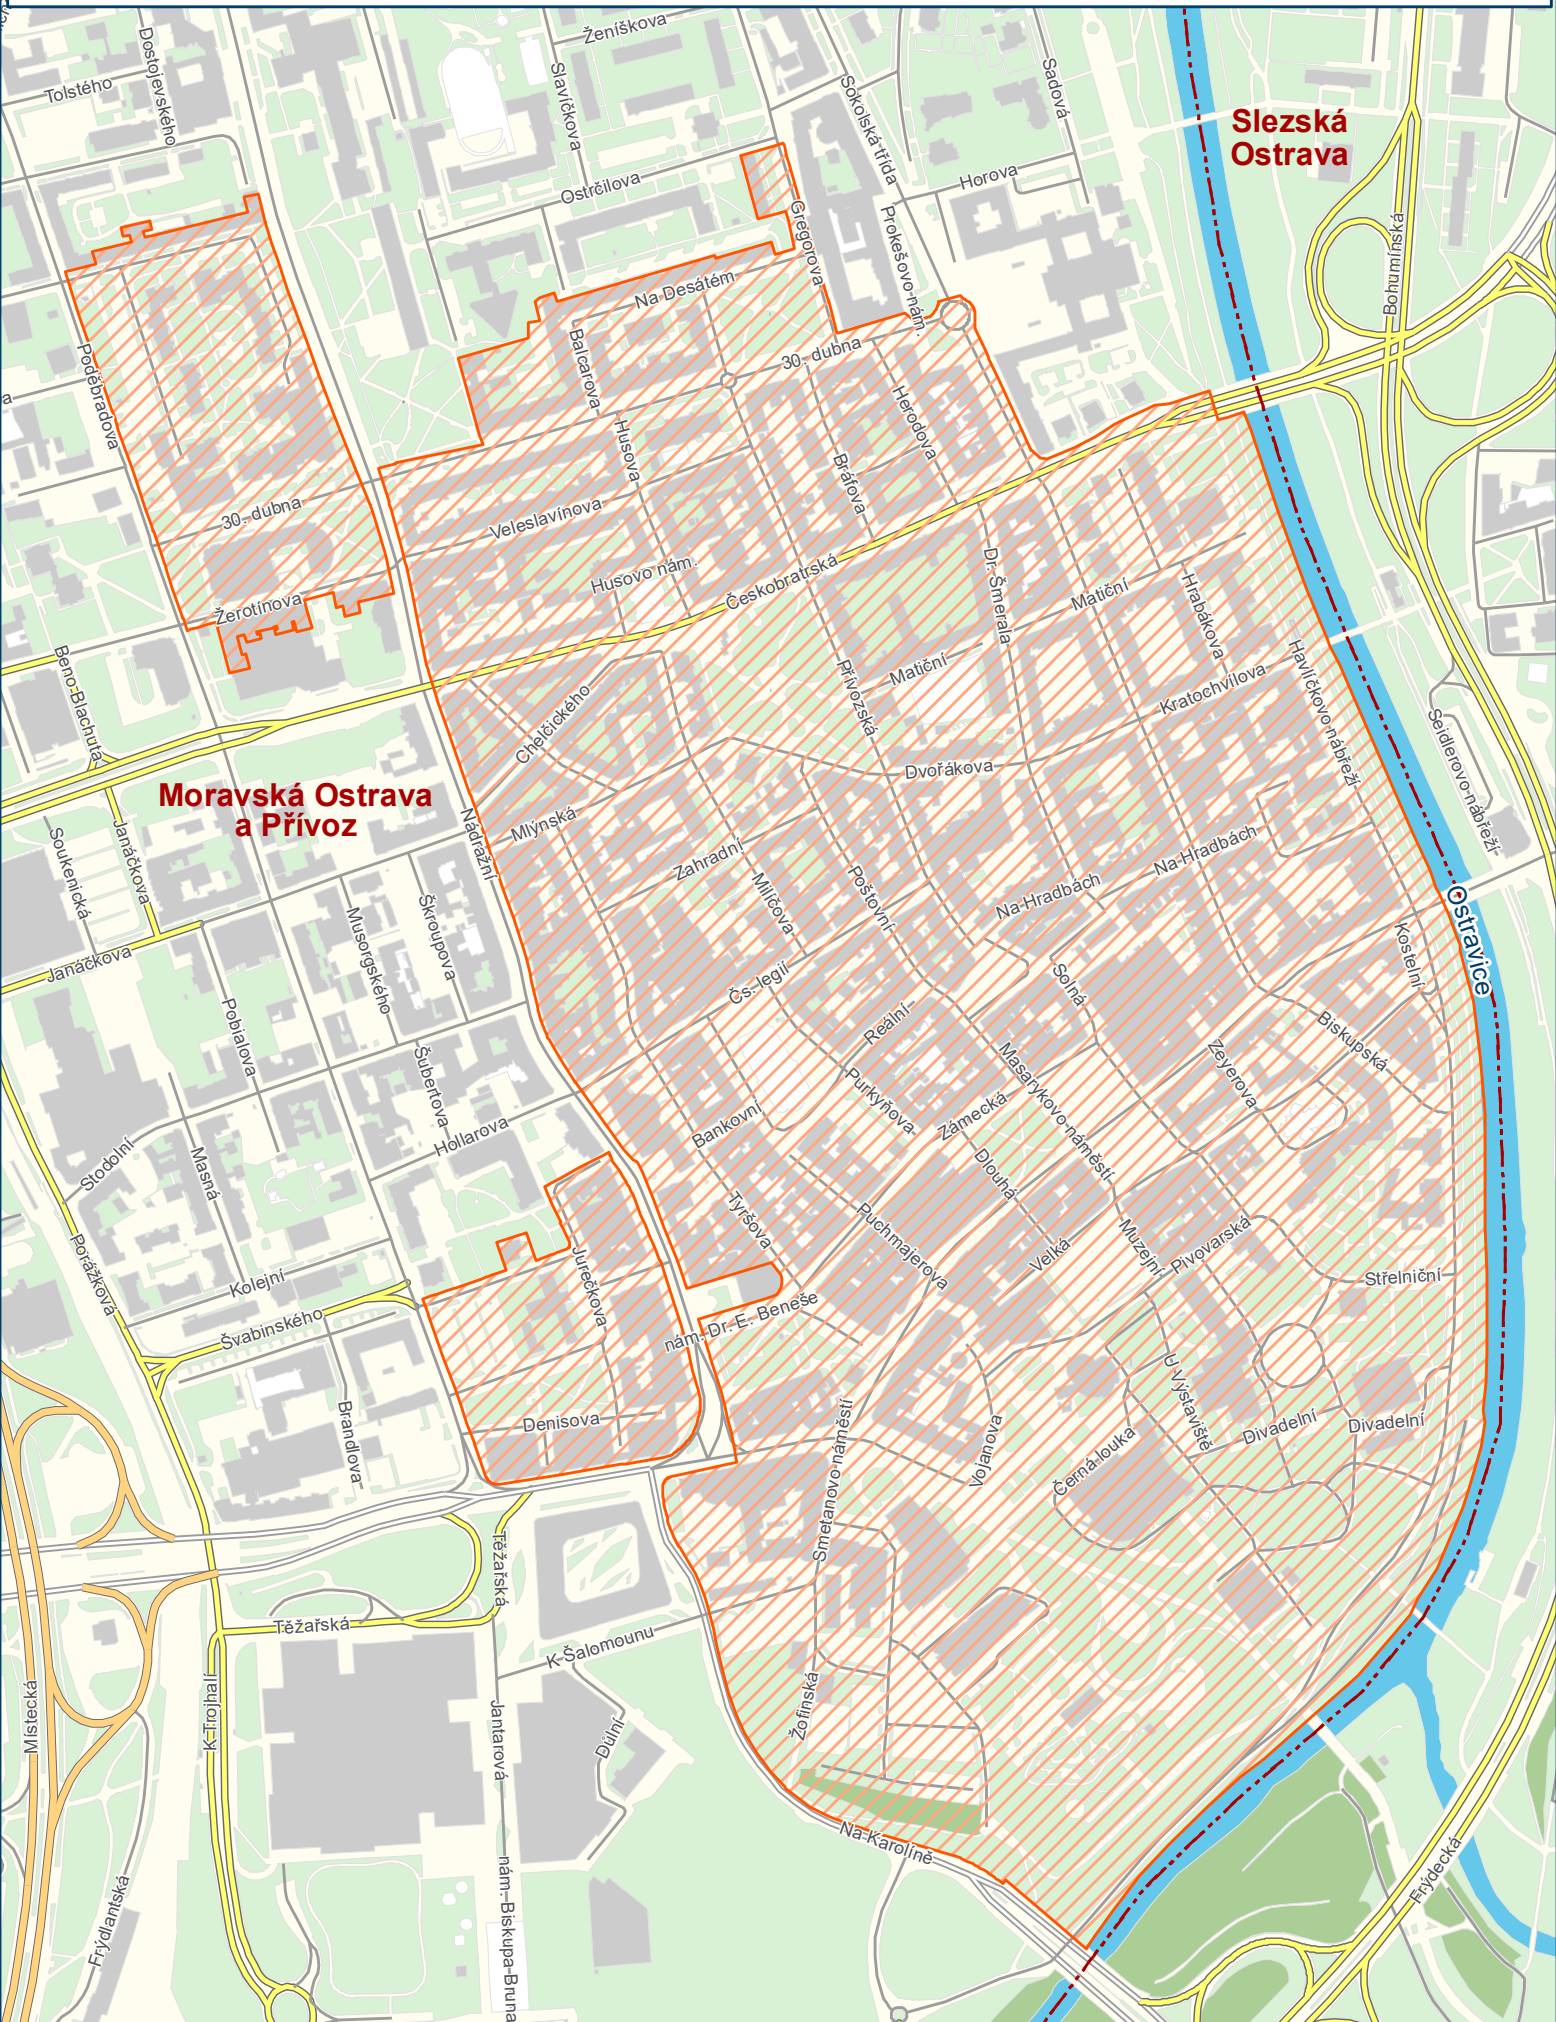 Ženíškova
Dostojevského
Tolstého
Slavíčkova
Sokolská třída
Sadová
Slezská
Ostrava
Ostrčilova
Horova
Gregorova
Prokešovo nám.
Bohumínská
Na Desátém
Balcarova
30. dubna
Poděbradova
Herodova
Husova
Bráfova
30. dubna
Veleslavínova
Husovo nám.
Českobratrská
Dr. Šmerala
Matiční
Hrabákova
Žerotínova
Beno Blachuta
Matiční
Přívozská
Kratochvílova
Havlíčkovo nábřeží
Chelčického
Seidlerovo nábřeží
Dvořákova
Moravská Ostrava
a Přívoz
Nádražní
Mlýnská
Soukenická
Janáčkova
Zahradní
Na Hradbách
Milíčova
Poštovní
Na Hradbách
Ostravice
Škroupova
Musorgského
Kostelní
Janáčkova
Čs. legií
Solná
Pobialova
Reální
Biskupská
Šubertova
Masarykovo náměstí
Zeyerova
Purkyňova
Hollarova
Bankovní
Zámecká
Stodolní
Masná
Dlouhá
Tyršova
Puchmajerova
Muzejní
Pivovarská
Velká
Porážková
Kolejní
Jurečkova
Střelniční
Švabinského
nám. Dr. E. Beneše
U Výstaviště
Brandlova
Denisova
Smetanovo náměstí
Vojanova
Černá louka
Divadelní
Divadelní
Těžařská
Těžařská
K Šalomounu
Místecká
K Trojhalí
Jantarová
Důlní
Žofinská
Na Karolíně
Frýdecká
Frýdlantská
nám. Biskupa Bruna